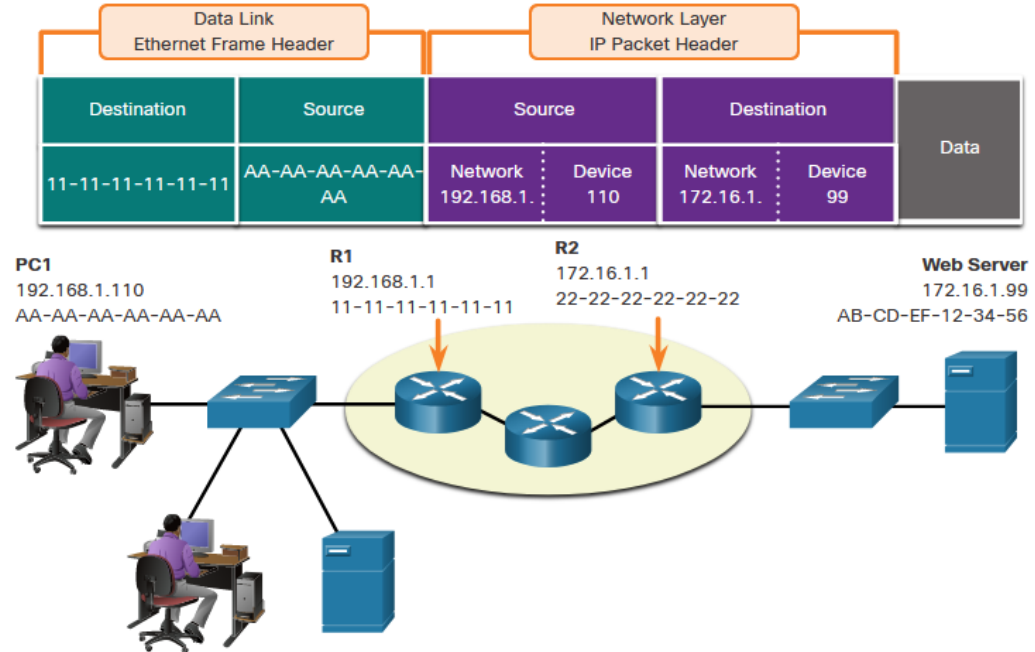 Data Link
Ethernet Frame Header
Network Layer
IP Packet Header
Destination
Source
Source
Destination
Data
11-11-11-11-11-11
AA-AA-AA-AA-AA-
AA
Network
192.168.1.
Device
110
Network
172.16.1.
Device
99
PC1
192.168.1.110
AA-AA-AA-AA-AA-AA
R1
192.168.1.1
11-11-11-11-11-11
R2
172.16.1.1
22-22-22-22-22-22
Web Server
172.16.1.99
AB-CD-EF-12-34-56